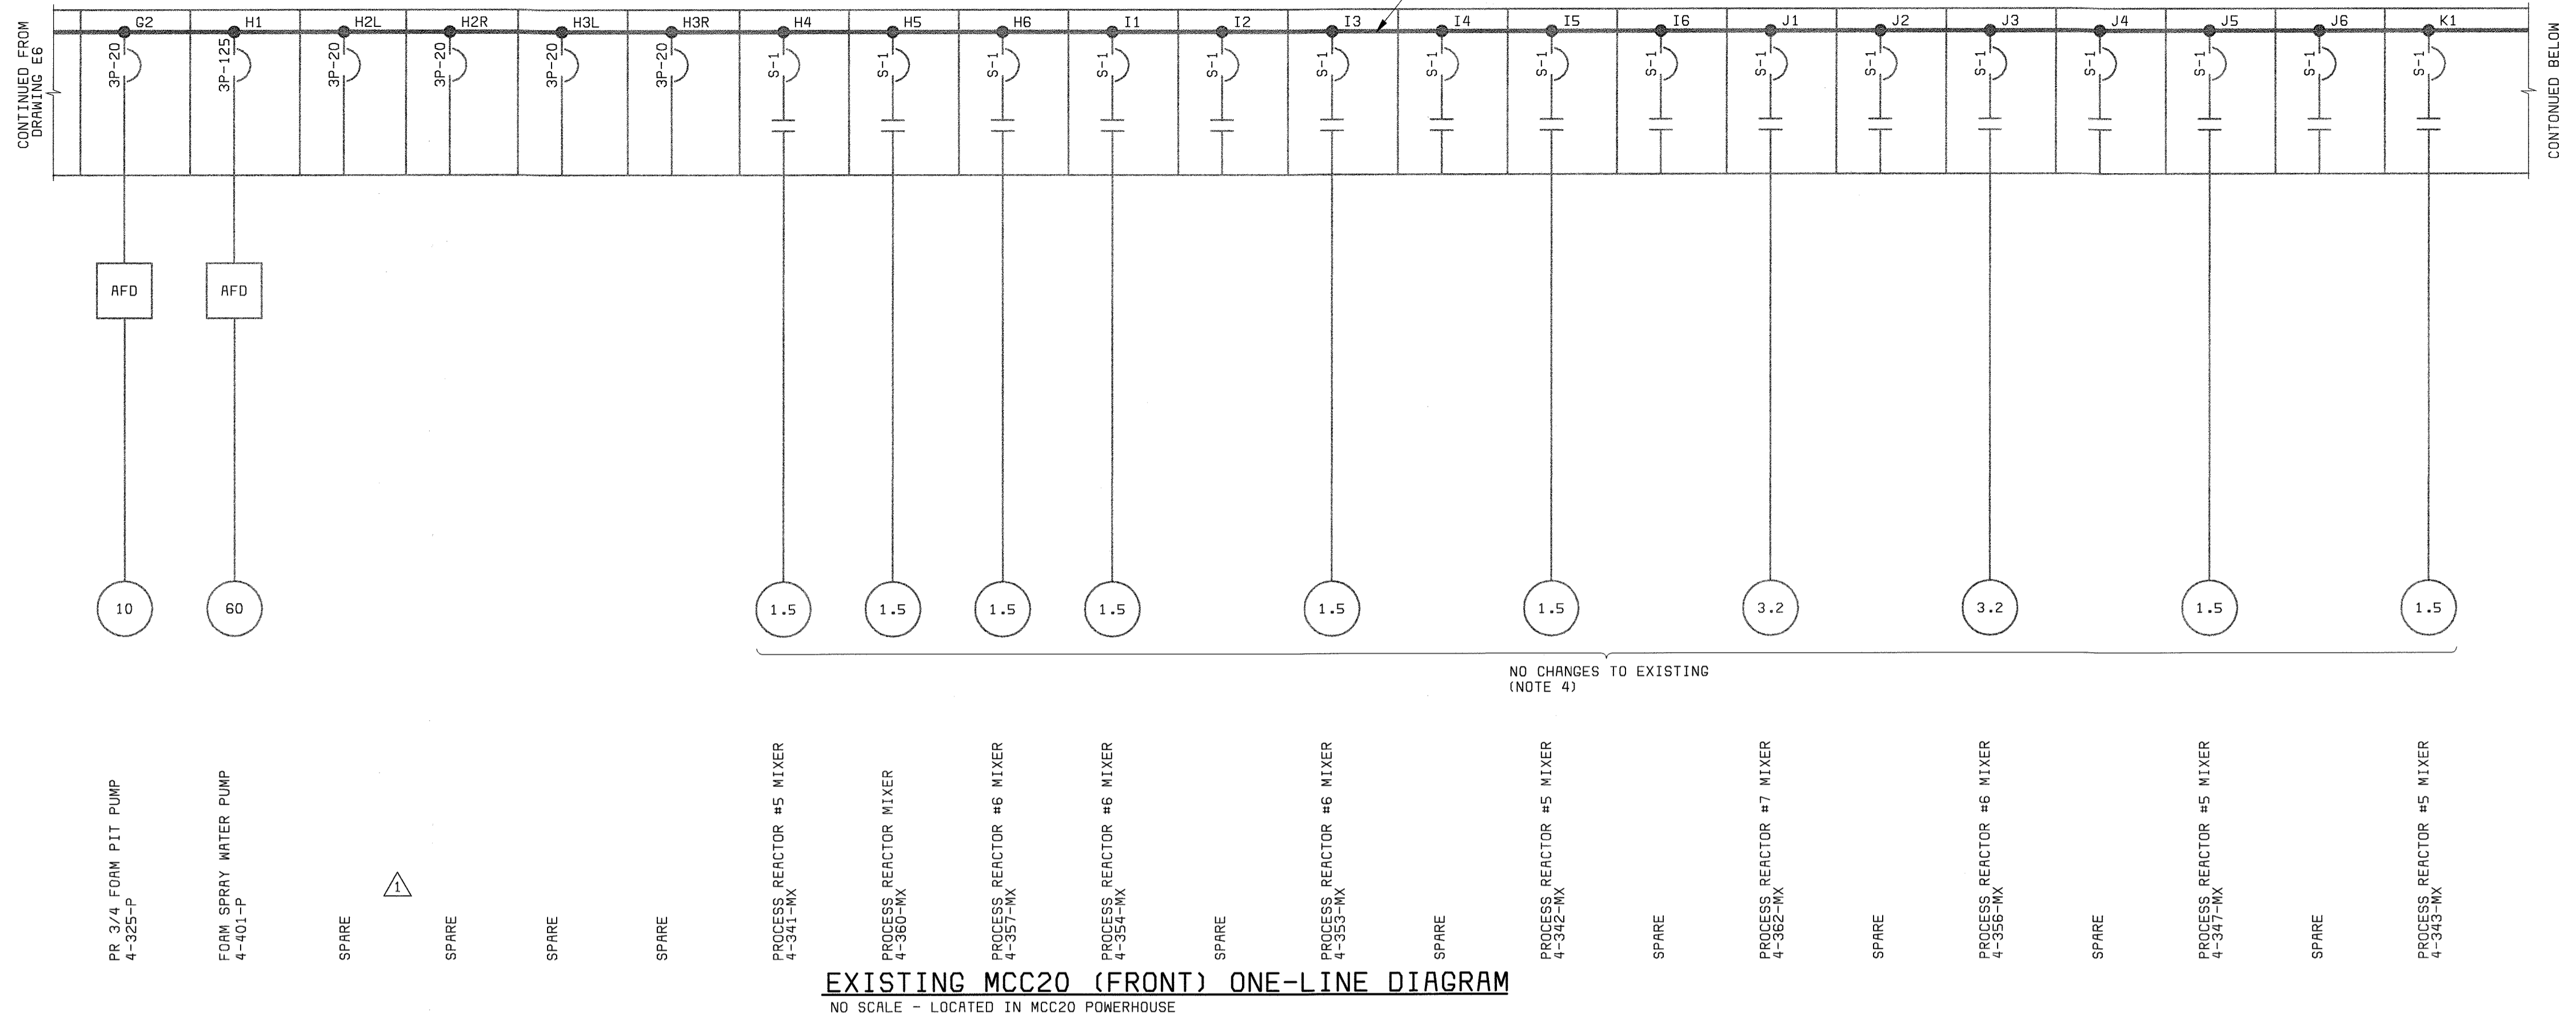 CONTINUED FROM
DRAWING E6
G2 H1 H2L H2R H3L H3R H4 H5 H6 I1 I2 I3 I4 I5 I6 J1 J2 J3 J4 J5 J6 K1
3P-20 3P-125 3P-20 3P-20 3P-20 3P-20 S-1 S-1 S-1 S-1 S-1 S-1 S-1 S-1 S-1 S-1 S-1 S-1 S-1 S-1 S-1 S-1
CONTONUED BELOW
AFD AFD
10 60 1.5 1.5 1.5 1.5 1.5 1.5 3.2 3.2 1.5 1.5
NO CHANGES TO EXISTING
(NOTE 4)
PR 3/4 FOAM PIT PUMP
4-325-P
FOAM SPRAY WATER PUMP
4-401-P
SPARE
1
SPARE
SPARE
SPARE
PROCESS REACTOR #5 MIXER
4-341-MX
PROCESS REACTOR MIXER
4-360-MX
PROCESS REACTOR #6 MIXER
4-357-MX
PROCESS REACTOR #6 MIXER
4-354-MX
SPARE
PROCESS REACTOR #6 MIXER
4-353-MX
SPARE
PROCESS REACTOR #5 MIXER
4-342-MX
SPARE
PROCESS REACTOR #7 MIXER
4-362-MX
SPARE
PROCESS REACTOR #6 MIXER
4-356-MX
SPARE
PROCESS REACTOR #5 MIXER
4-347-MX
SPARE
PROCESS REACTOR #5 MIXER
4-343-MX
EXISTING MCC20 (FRONT) ONE-LINE DIAGRAM
NO SCALE - LOCATED IN MCC20 POWERHOUSE